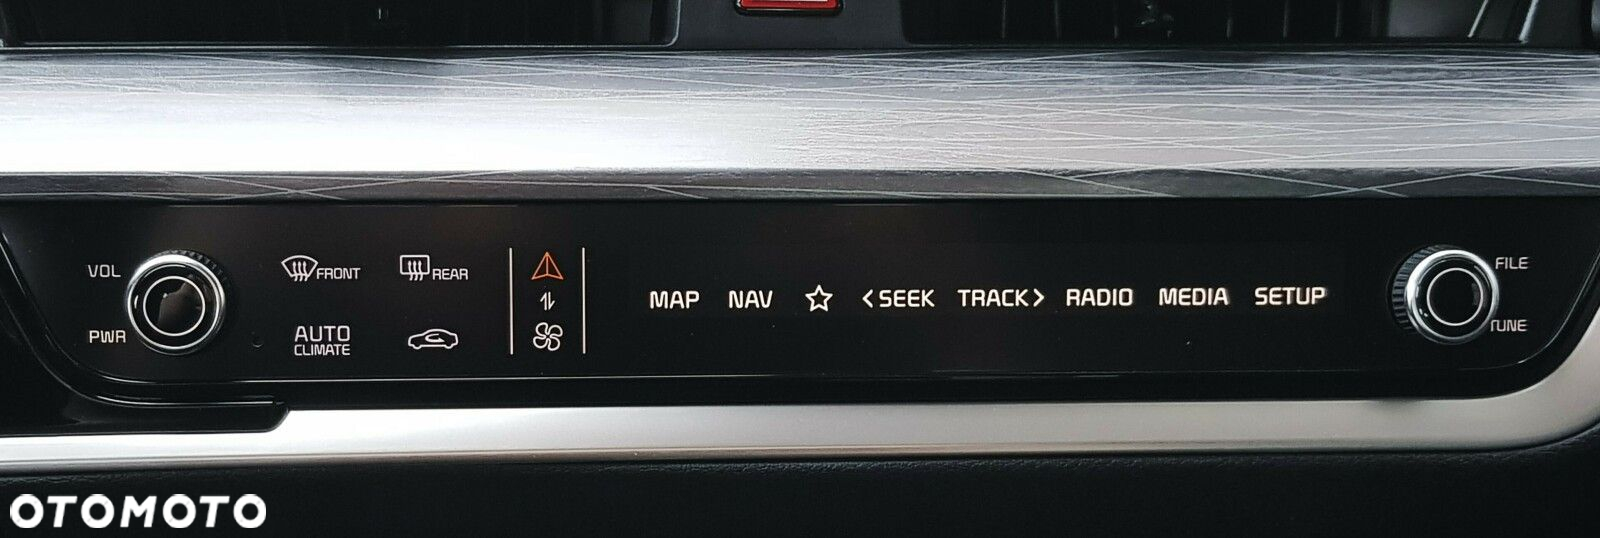 VOL
PWR
FRONT
REAR
AUTO
CLIMATE
MAP NAV < SEEK TRACK > RADIO MEDIA SETUP
FILE
TUNE
OTOMOTO